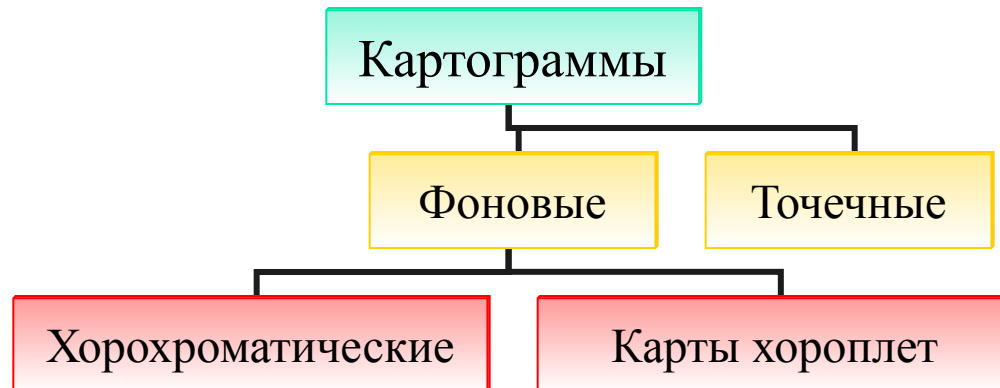 Картограммы
Фоновые
Точечные
Хорохроматические
Карты хороплет